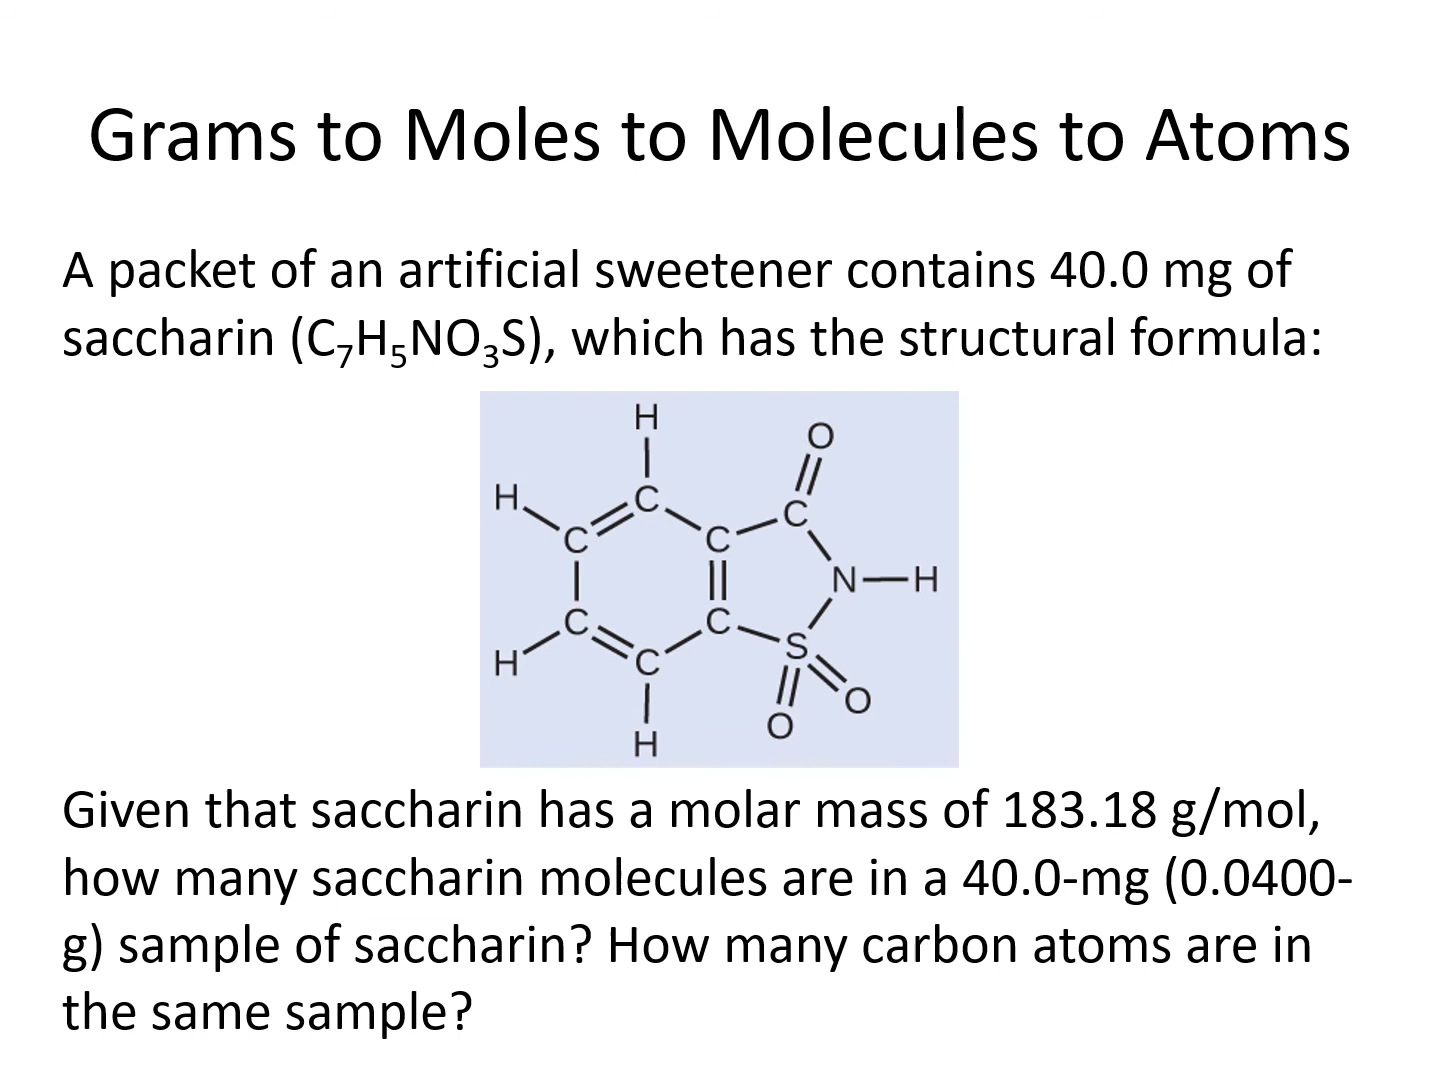 Grams to Moles to Molecules to Atoms
A packet of an artificial sweetener contains 40.0 mg of
saccharin (C₇H₅NO₃S), which has the structural formula:
H
O
H
C
C
C
C
N—H
C
C
S
H
C
O
O
H
Given that saccharin has a molar mass of 183.18 g/mol,
how many saccharin molecules are in a 40.0-mg (0.0400-
g) sample of saccharin? How many carbon atoms are in
the same sample?